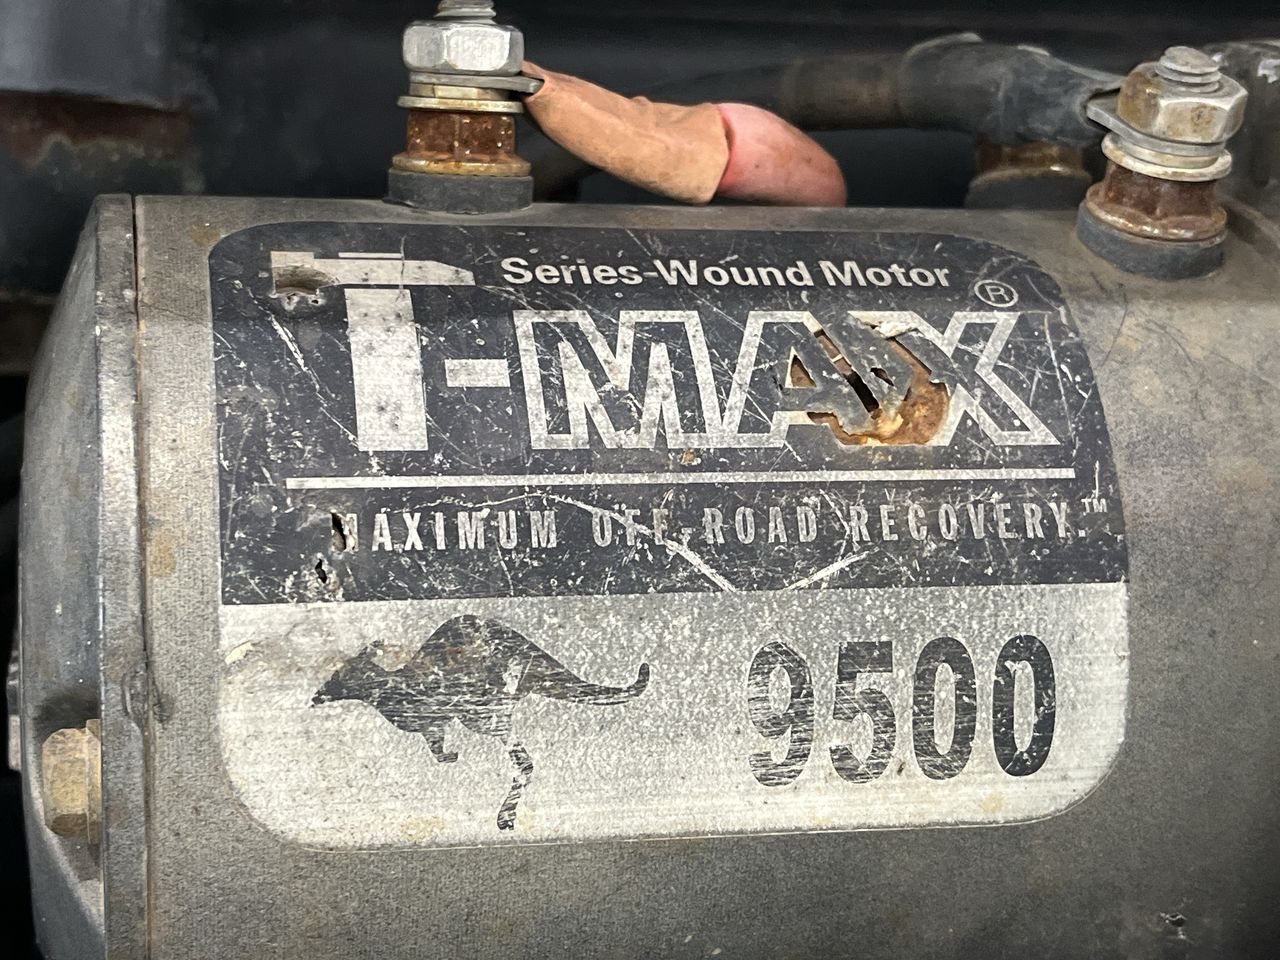 Series-Wound Motor
T-MAX®
MAXIMUM OFF-ROAD RECOVERY.™
9500